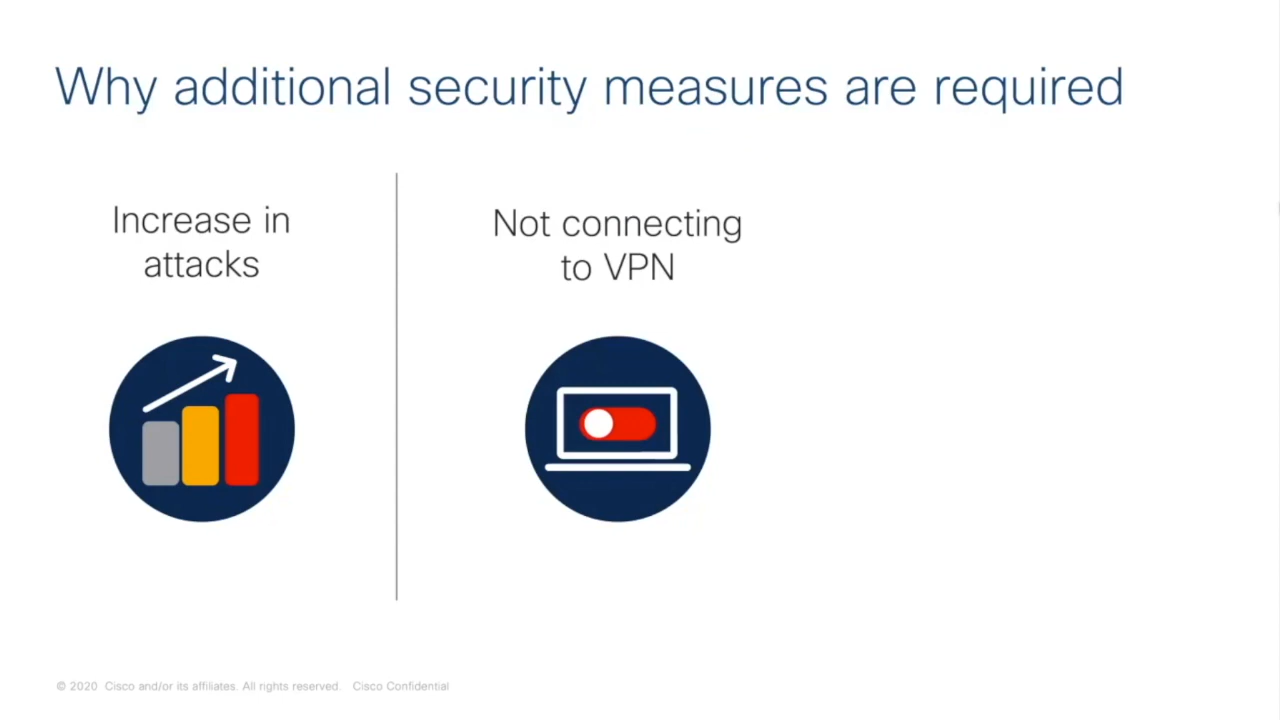 Why additional security measures are required
Increase in
attacks
Not connecting
to VPN
© 2020 Cisco and/or its affiliates. All rights reserved. Cisco Confidential